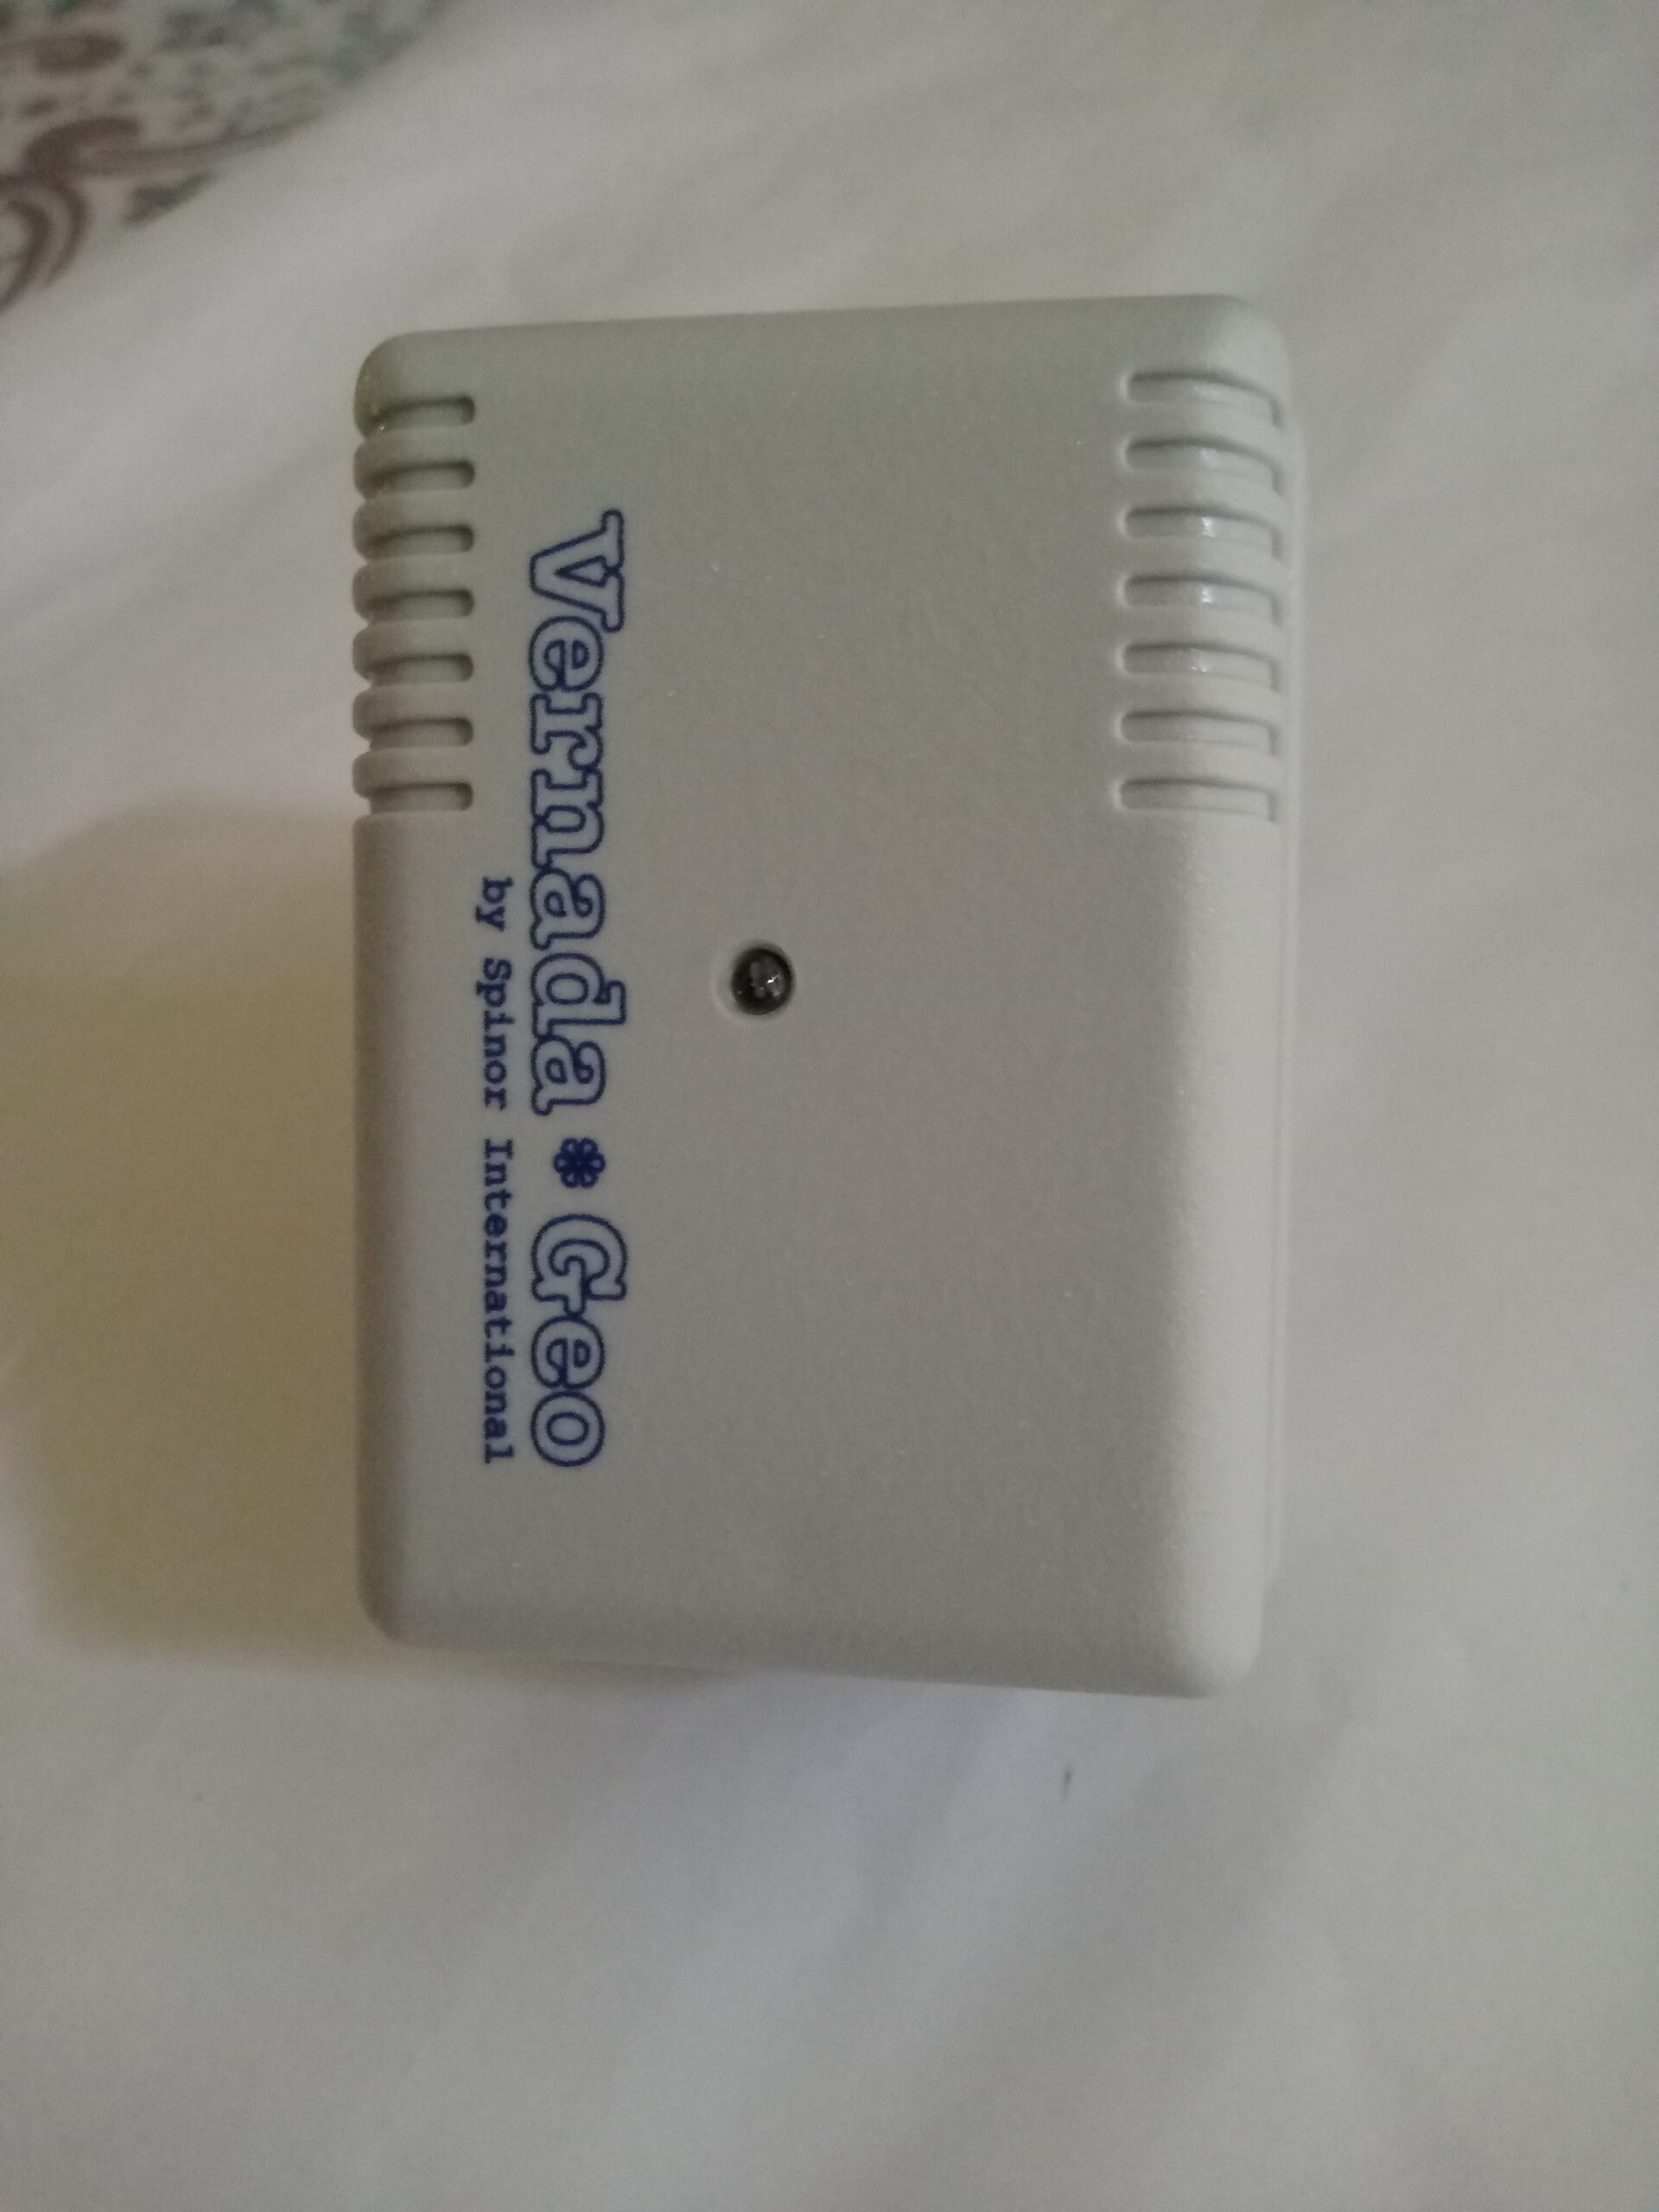 Vernada * Geo
by Spinor International